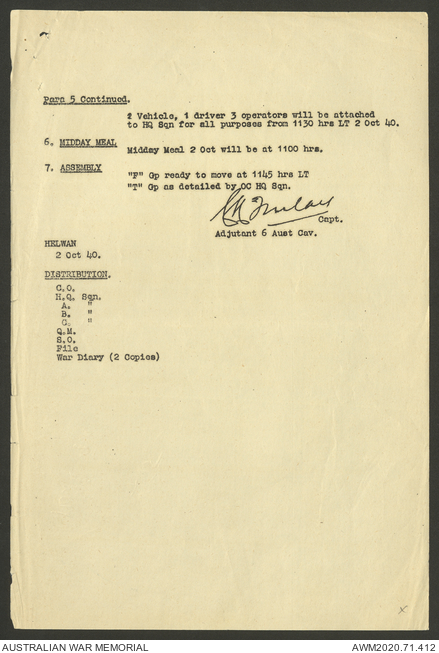 Para 5 Continued.
2 Vehicle, 1 driver 3 operators will be attached
to HQ Sqn for all purposes from 1130 hrs LT 2 Oct 40.
6. MIDDAY MEAL
Midday Meal 2 Oct will be at 1100 hrs.
7. ASSEMBLY
"F" Gp ready to move at 1145 hrs LT
"T" Gp as detailed by OC HQ Sqn.
Capt.
Adjutant 6 Aust Cav.
HELWAN
2 Oct 40.
DISTRIBUTION.
C.O.
H.Q. Sqn.
A. "
B. "
C. "
Q.M.
S.O.
File
War Diary (2 Copies)
x
AUSTRALIAN WAR MEMORIAL
AWM2020.71.412